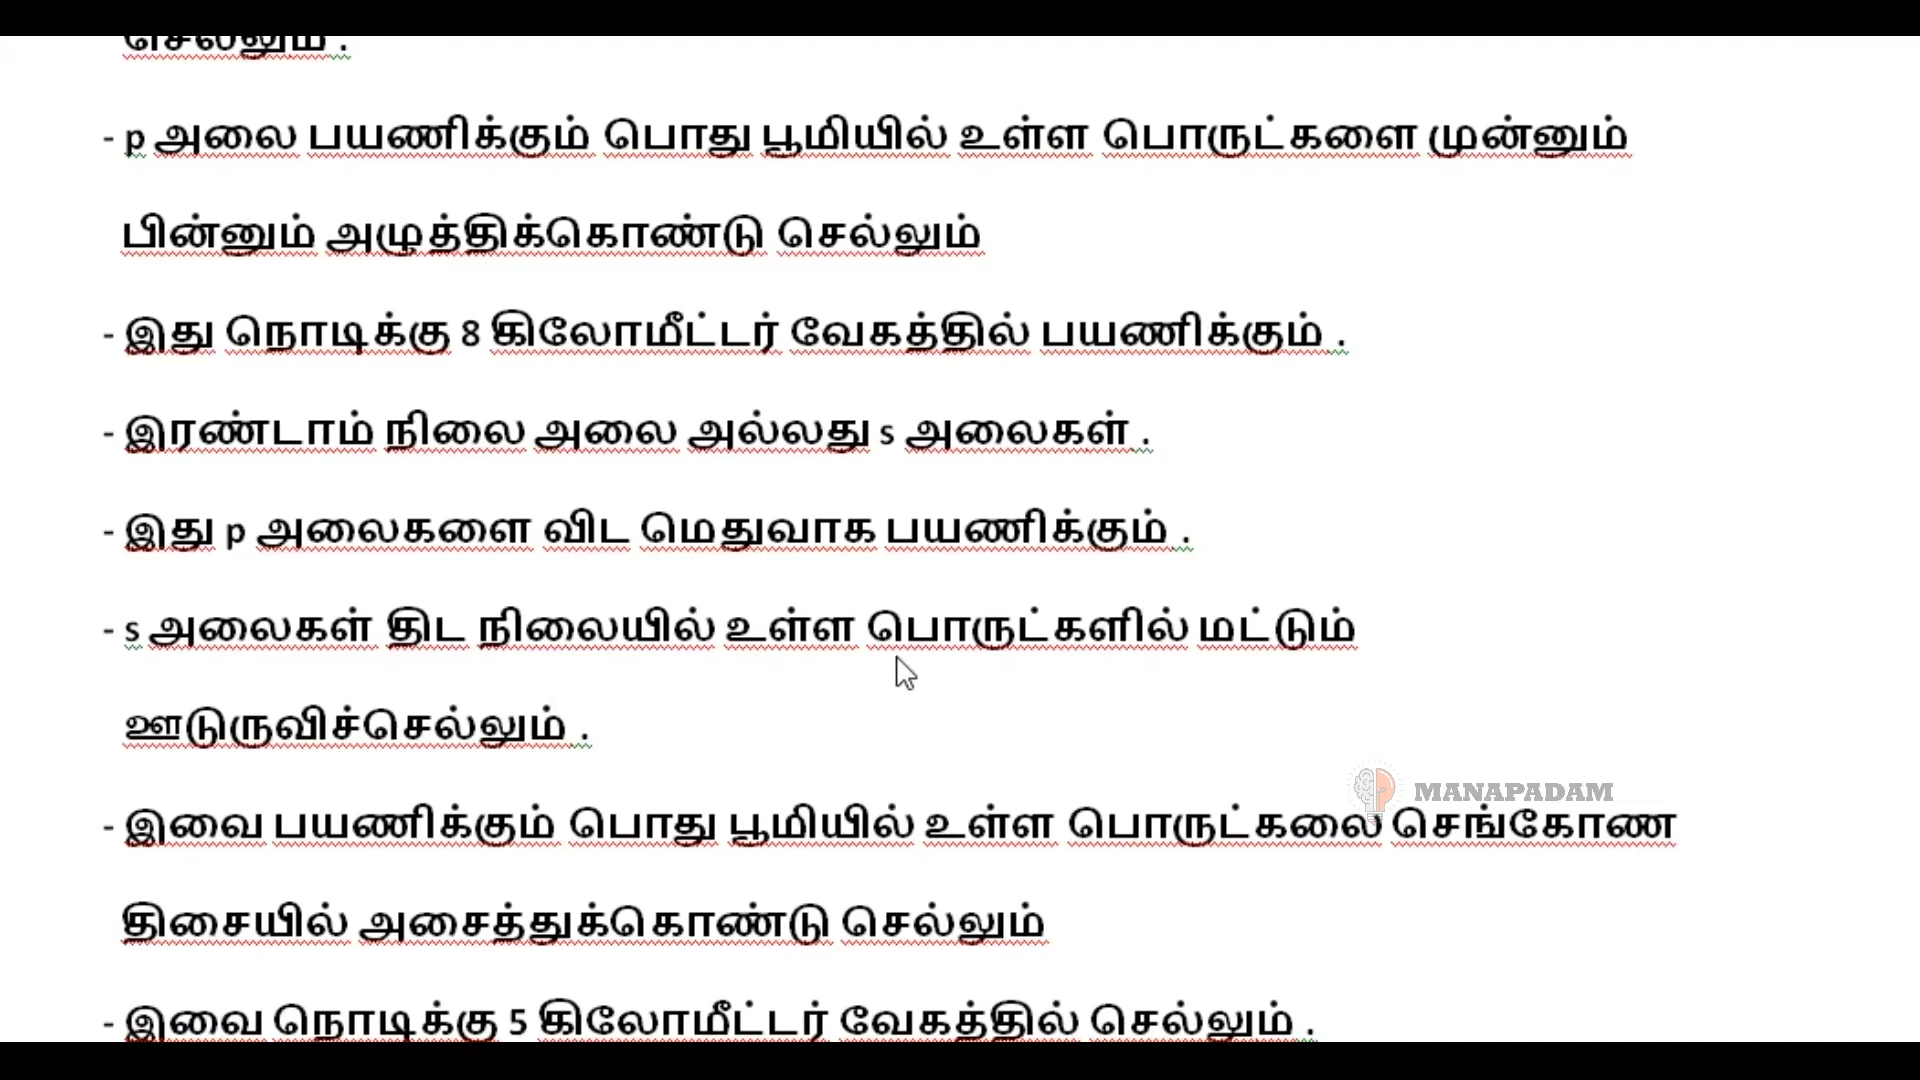 செல்லும் .
- p அலை பயணிக்கும் பொது பூமியில் உள்ள பொருட்களை முன்னும்
பின்னும் அழுத்திக்கொண்டு செல்லும்
- இது நொடிக்கு 8 கிலோமீட்டர் வேகத்தில் பயணிக்கும் .
- இரண்டாம் நிலை அலை அல்லது s அலைகள் .
- இது p அலைகளை விட மெதுவாக பயணிக்கும் .
- s அலைகள் திட நிலையில் உள்ள பொருட்களில் மட்டும்
ஊடுருவிச்செல்லும் .
MANAPADAM
- இவை பயணிக்கும் பொது பூமியில் உள்ள பொருட்கலை செங்கோண
திசையில் அசைத்துக்கொண்டு செல்லும்
- இவை நொடிக்கு 5 கிலோமீட்டர் வேகத்தில் செல்லும் .